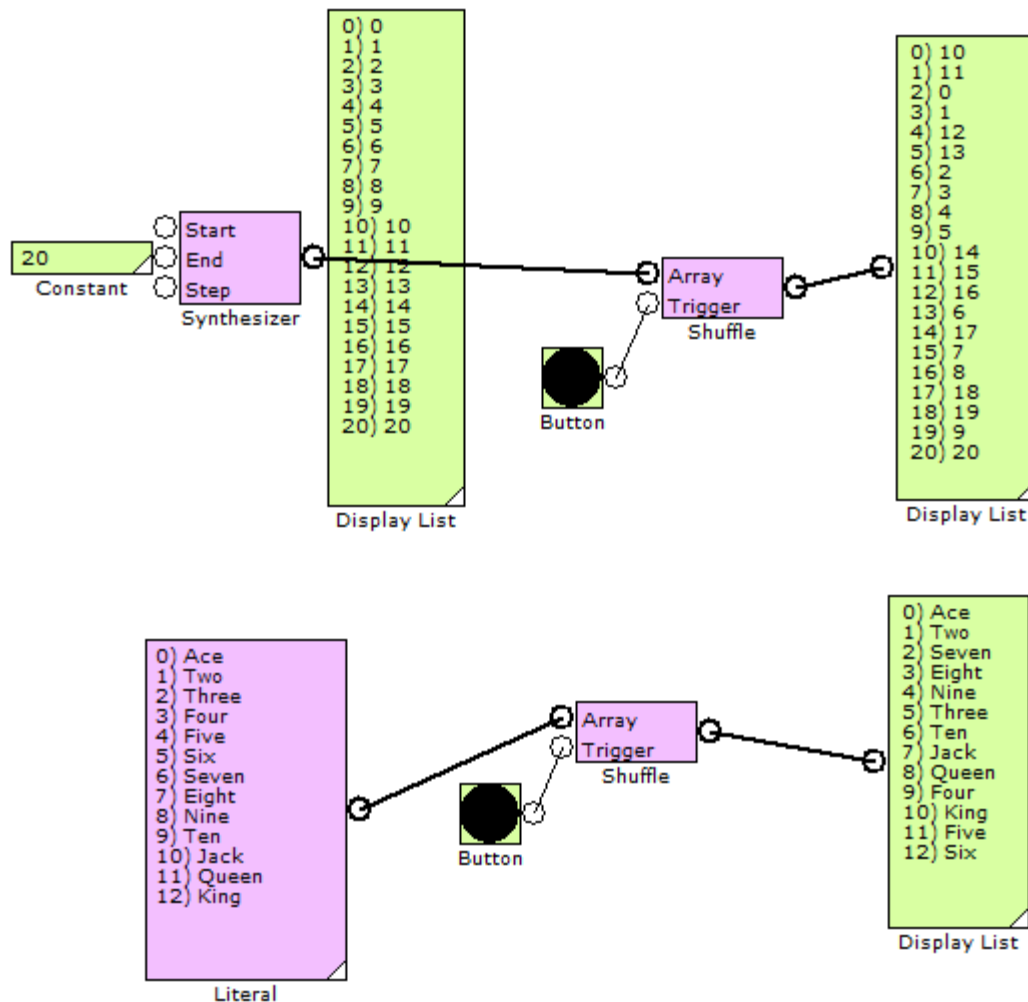 0) 0
1) 1
2) 2
3) 3
4) 4
5) 5
6) 6
7) 7
8) 8
9) 9
10) 10
11) 11
12) 12
13) 13
14) 14
15) 15
16) 16
17) 17
18) 18
19) 19
20) 20
Display List
20
Constant
Start
End
Step
Synthesizer
Array
Trigger
Shuffle
Button
0) 10
1) 11
2) 0
3) 1
4) 12
5) 13
6) 2
7) 3
8) 4
9) 5
10) 14
11) 15
12) 16
13) 6
14) 17
15) 7
16) 8
17) 18
18) 19
19) 9
20) 20
Display List
0) Ace
1) Two
2) Three
3) Four
4) Five
5) Six
6) Seven
7) Eight
8) Nine
9) Ten
10) Jack
11) Queen
12) King
Literal
Array
Trigger
Shuffle
Button
0) Ace
1) Two
2) Seven
3) Eight
4) Nine
5) Three
6) Ten
7) Jack
8) Queen
9) Four
10) King
11) Five
12) Six
Display List